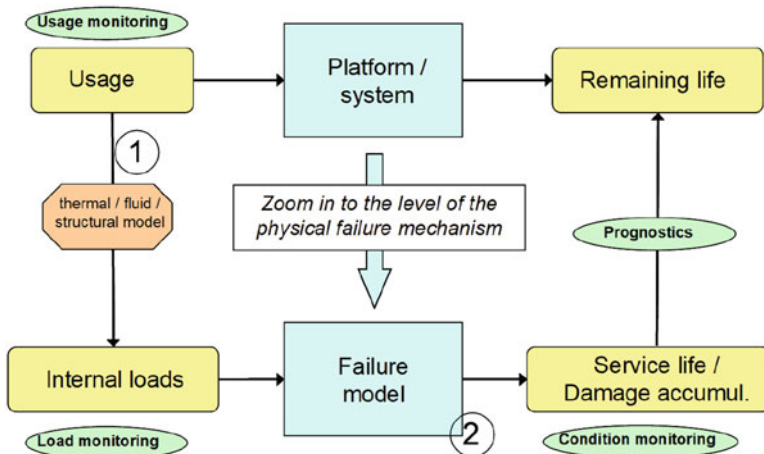 Usage monitoring
Usage
Platform /
system
Remaining life
1
thermal / fluid /
structural model
Zoom in to the level of the
physical failure mechanism
Prognostics
Internal loads
Failure
model
Service life /
Damage accumul.
2
Load monitoring
Condition monitoring